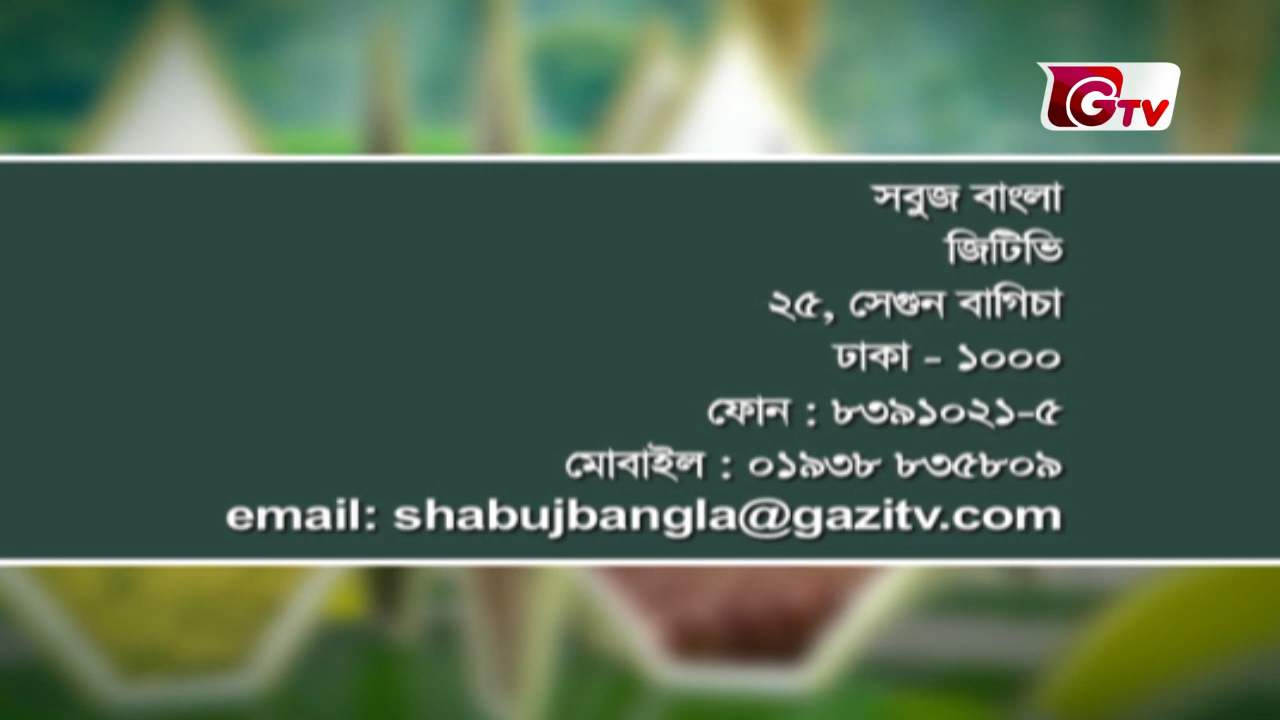 GTV
সবুজ বাংলা
জিটিভি
২৫, সেগুন বাগিচা
ঢাকা - ১০০০
ফোন : ৮৩৯১০২১-৫
মোবাইল : ০১৯৩৮ ৮৩৫৮০৯
email: shabujbangla@gazitv.com